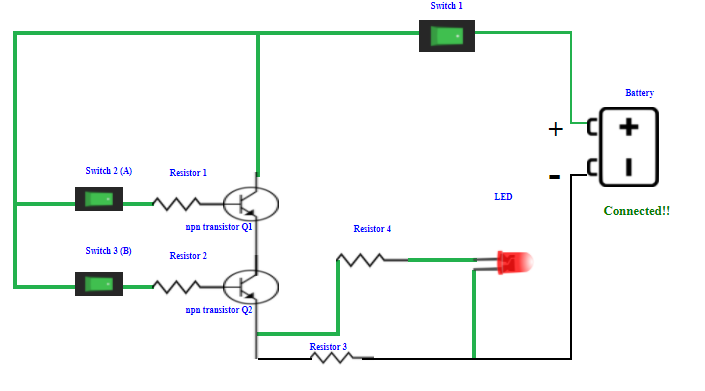 Switch 1
Battery
+
+
-
Switch 2 (A)
Resistor 1
LED
Connected!!
npn transistor Q1
Resistor 4
Switch 3 (B)
Resistor 2
npn transistor Q2
Resistor 3